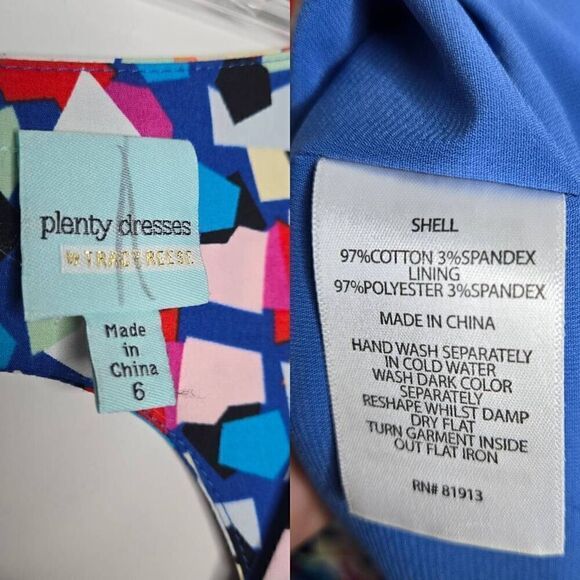 plenty dresses
BY TRACY REESE
Made
in
China
6
SHELL
97%COTTON 3%SPANDEX
LINING
97%POLYESTER 3%SPANDEX
MADE IN CHINA
HAND WASH SEPARATELY
IN COLD WATER
WASH DARK COLOR
SEPARATELY
RESHAPE WHILST DAMP
DRY FLAT
TURN GARMENT INSIDE
OUT FLAT IRON
RN# 81913